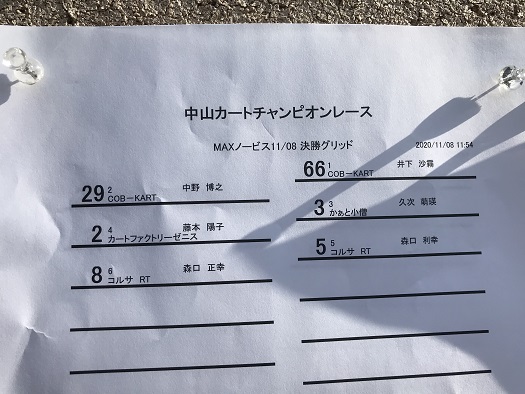 中山カートチャンピオンレース
MAXノービス11/08 決勝グリッド
2020/11/08 11:54
66 1 井下 沙霧
COB-KART
29 2 中野 博之
COB-KART
3 3 久次
かぁと小僧
2 4 藤本 陽子
カートファクトリーゼニス
5 5 森口 利幸
コルサ RT
8 6 森口 正幸
コルサ RT